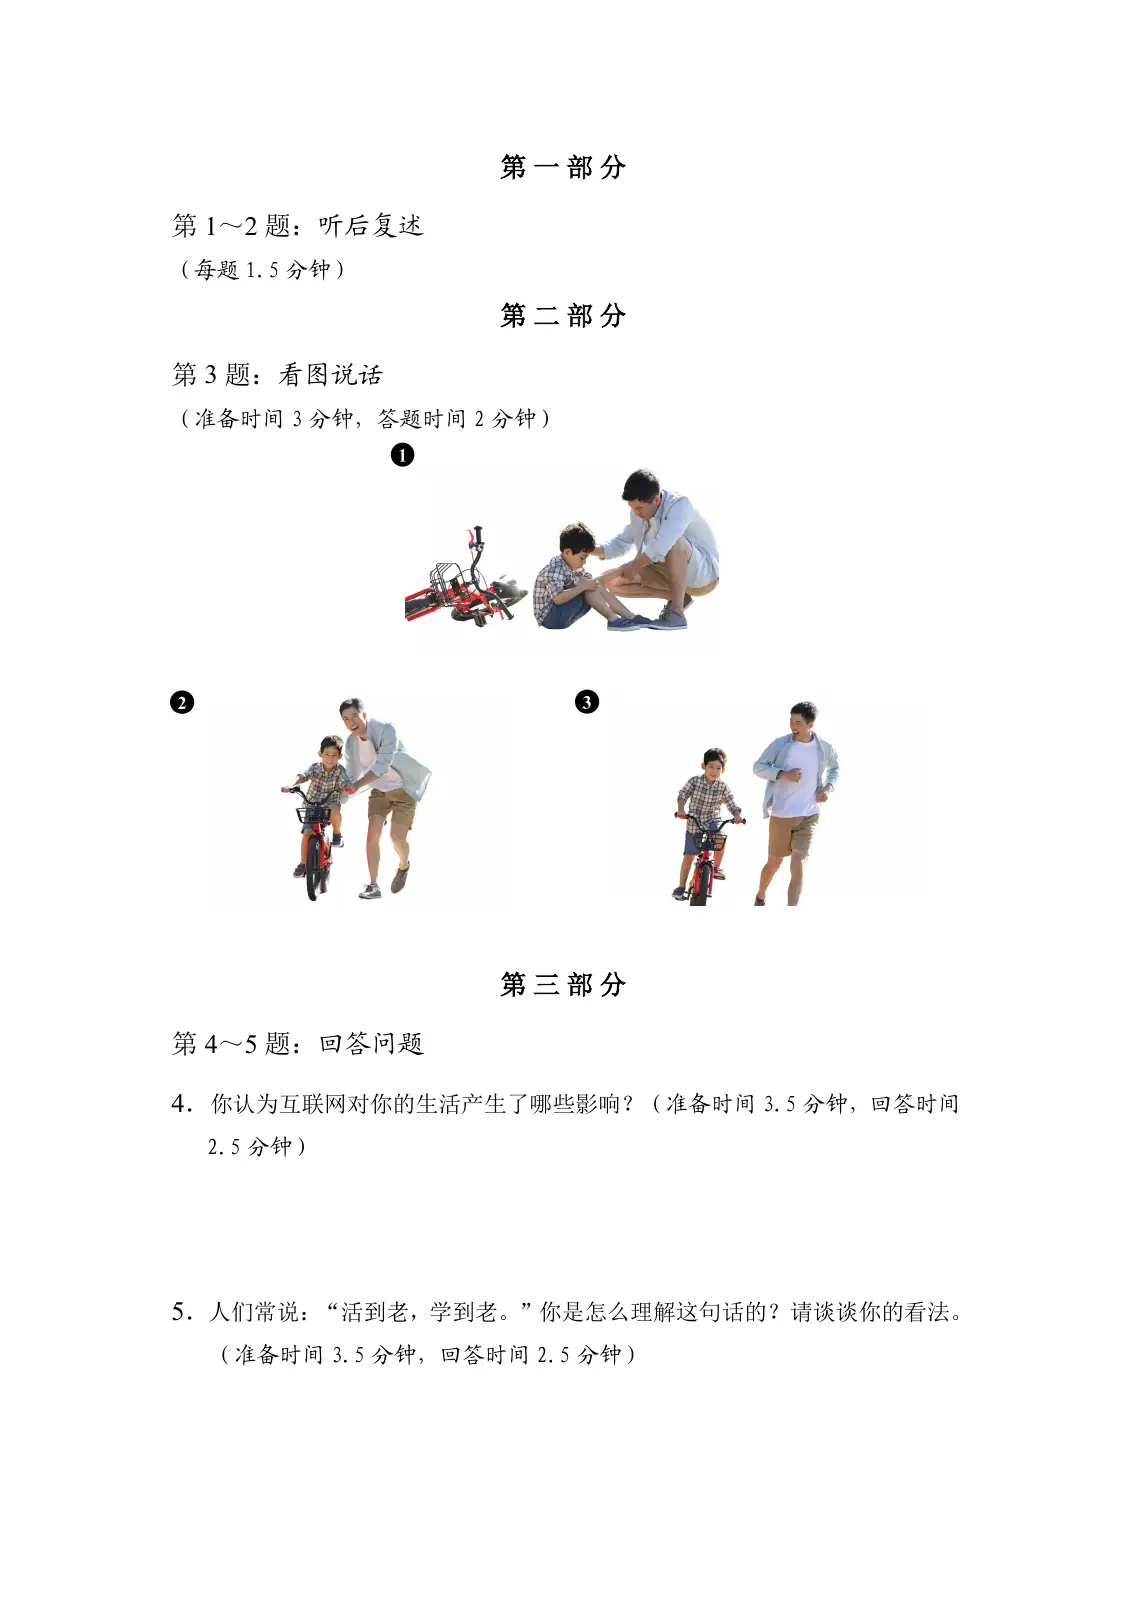 第一部分
第 1～2 题：听后复述
（每题 1.5 分钟）
第二部分
第 3 题：看图说话
（准备时间 3 分钟，答题时间 2 分钟）
❶
❷
❸
第三部分
第 4～5 题：回答问题
4．你认为互联网对你的生活产生了哪些影响？（准备时间 3.5 分钟，回答时间
2.5 分钟）
5．人们常说：“活到老，学到老。”你是怎么理解这句话的？请谈谈你的看法。
（准备时间 3.5 分钟，回答时间 2.5 分钟）